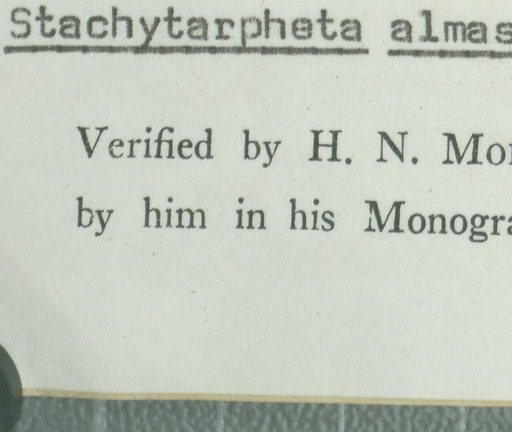 Stachytarpheta almas
Verified by H. N. Mo
by him in his Monogra